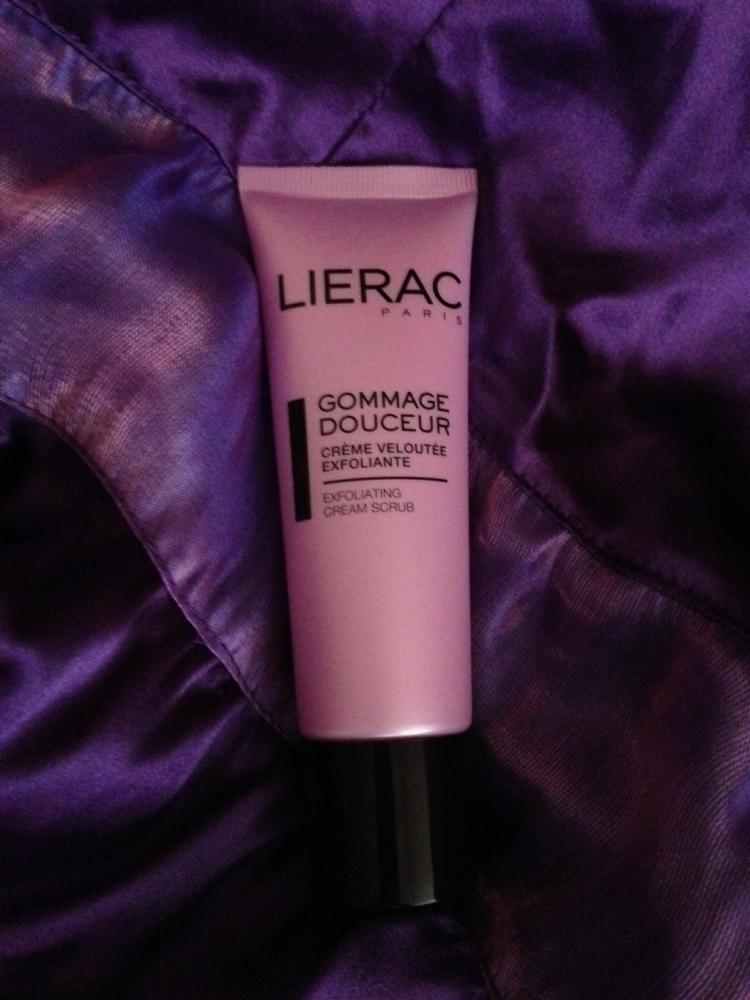 LIERAC
PARIS
GOMMAGE
DOUCEUR
CRÈME VELOUTÉE
EXFOLIANTE
EXFOLIATING
CREAM SCRUB